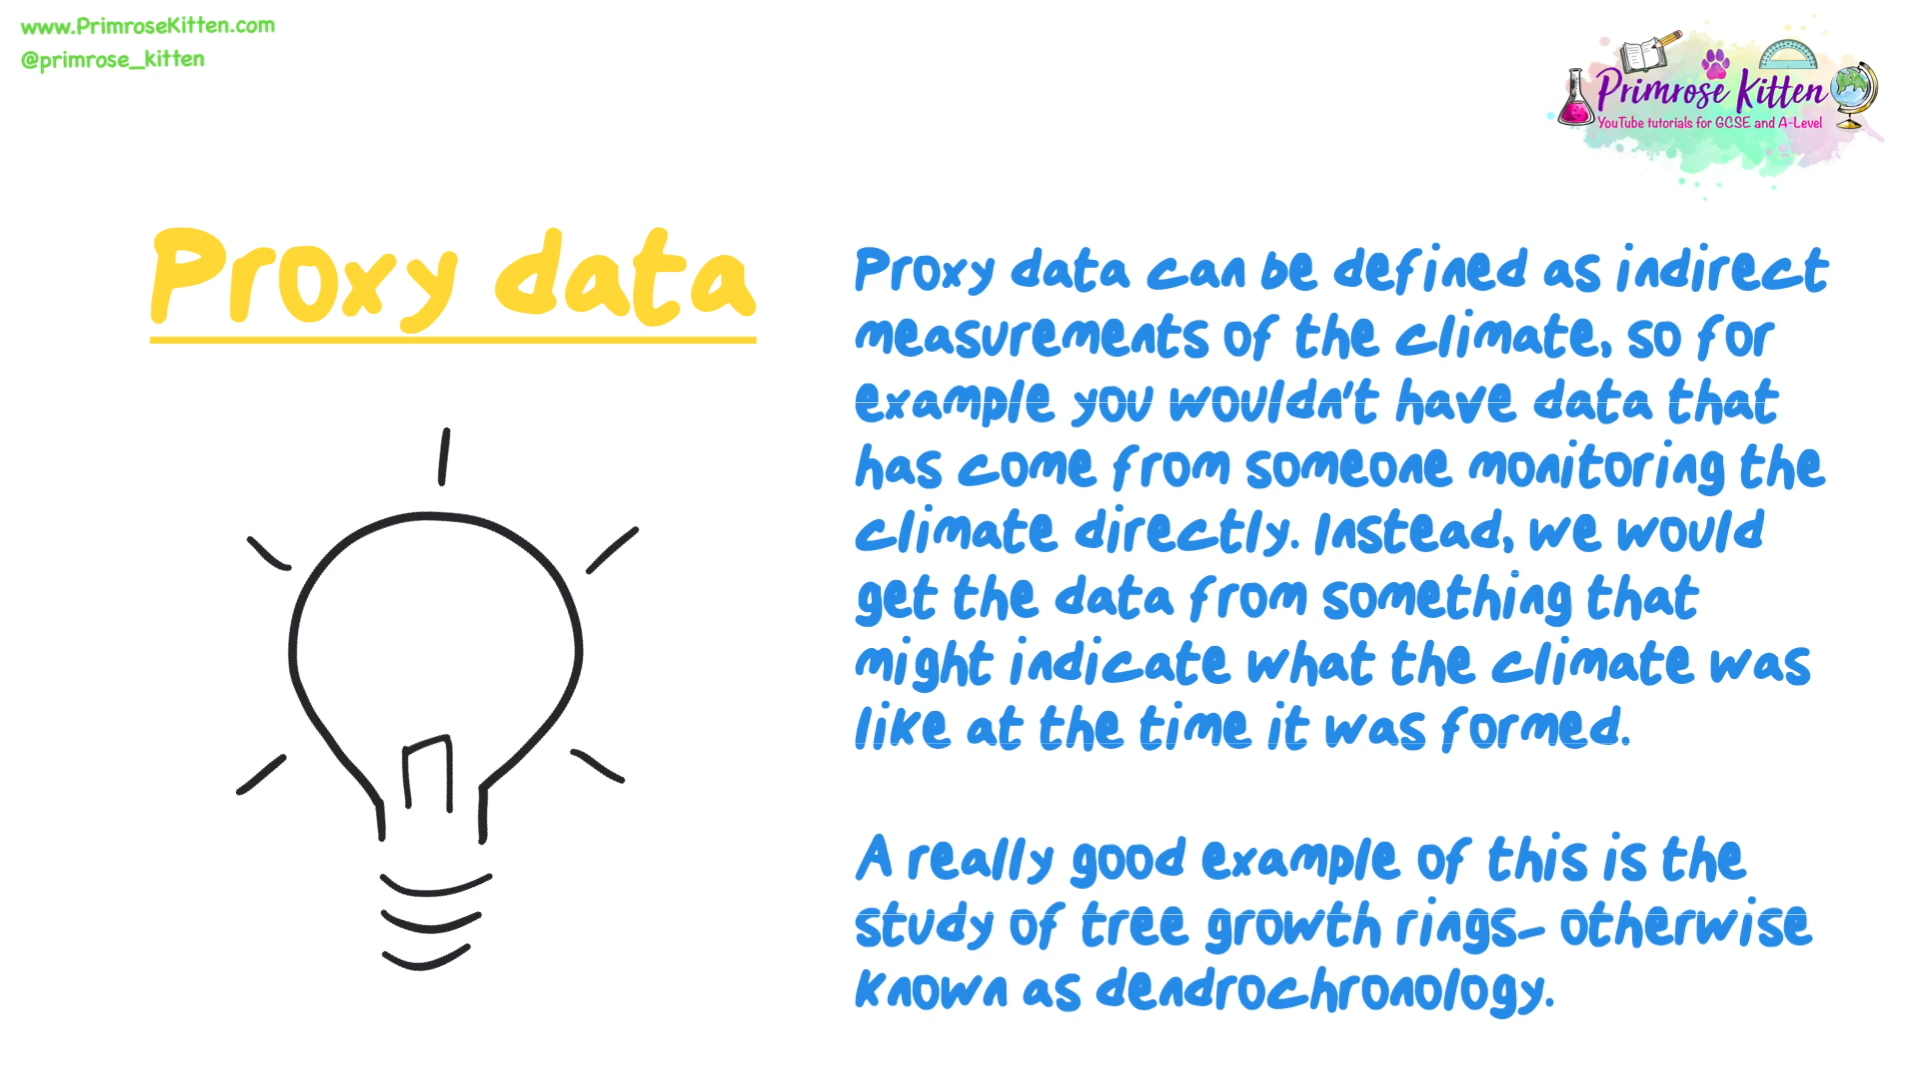 www.PrimroseKitten.com
@primrose_kitten
Primrose Kitten
YouTube tutorials for GCSE and A-Level
Proxy data
Proxy data can be defined as indirect
measurements of the climate, so for
example you wouldn't have data that
has come from someone monitoring the
climate directly. Instead, we would
get the data from something that
might indicate what the climate was
like at the time it was formed.
A really good example of this is the
study of tree growth rings- otherwise
known as dendrochronology.